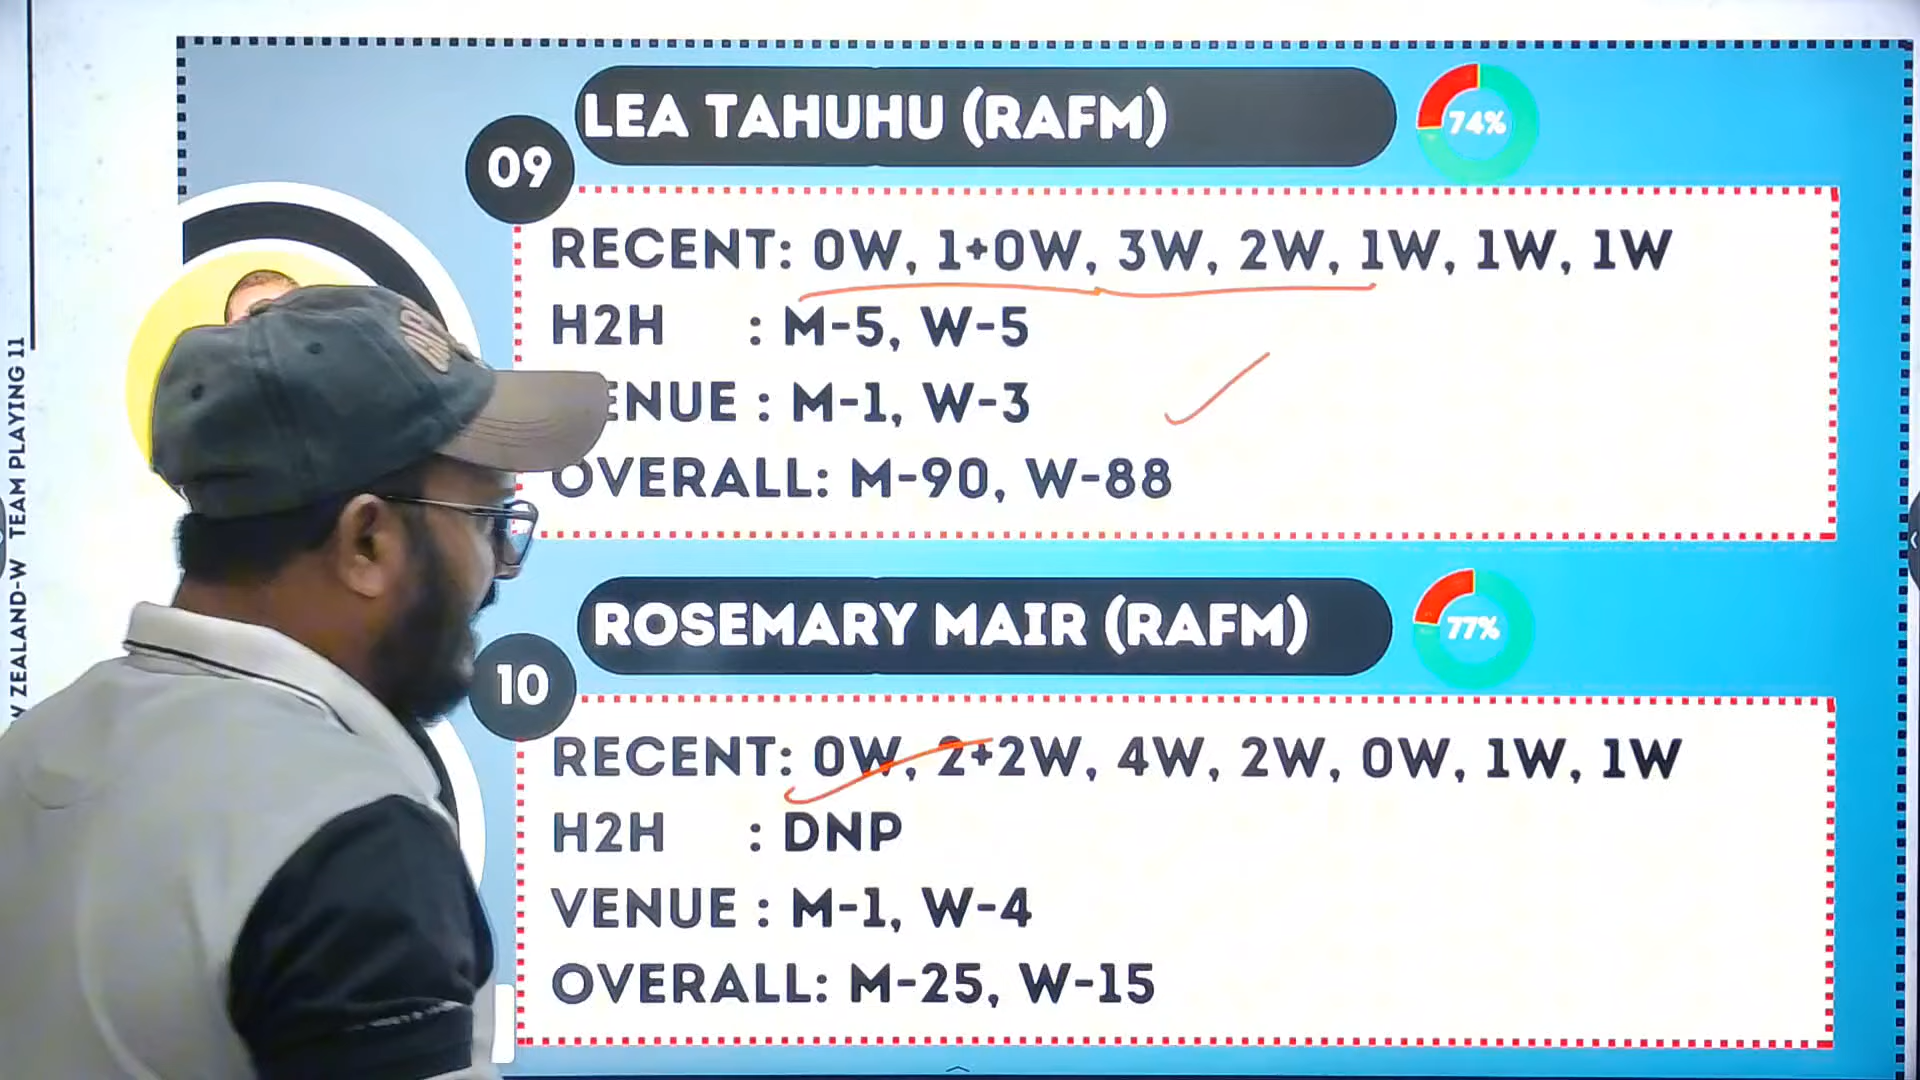 LEA TAHUHU (RAFM)
74%
09
RECENT: 0W, 1+0W, 3W, 2W, 1W, 1W, 1W
H2H : M-5, W-5
ENUE : M-1, W-3
OVERALL: M-90, W-88
ROSEMARY MAIR (RAFM)
77%
10
RECENT: 0W, 2+2W, 4W, 2W, 0W, 1W, 1W
H2H : DNP
VENUE : M-1, W-4
OVERALL: M-25, W-15
W ZEALAND-W TEAM PLAYING 11